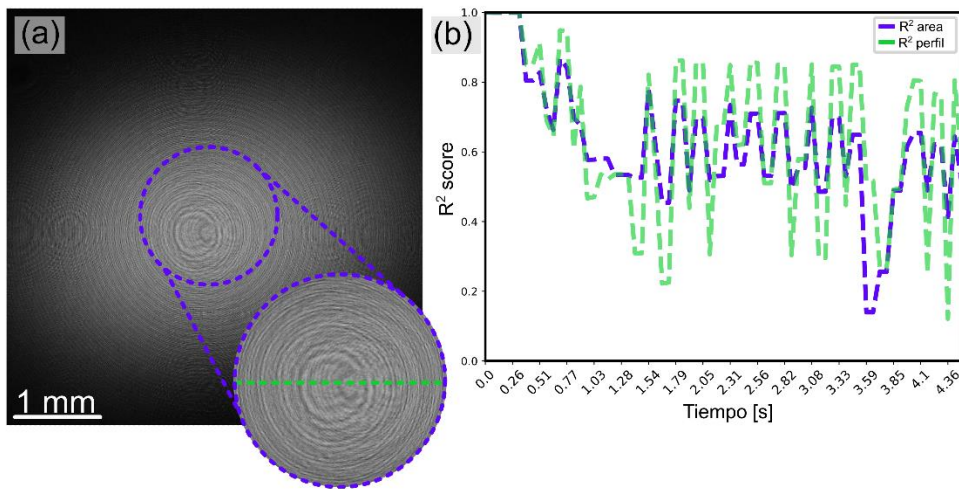 (a)
1 mm
(b)
R² area
R² perfil
R² score
1.0
0.8
0.6
0.4
0.2
0.0
0.0 0.26 0.51 0.77 1.03 1.28 1.54 1.79 2.05 2.31 2.56 2.82 3.08 3.33 3.59 3.85 4.1 4.36
Tiempo [s]